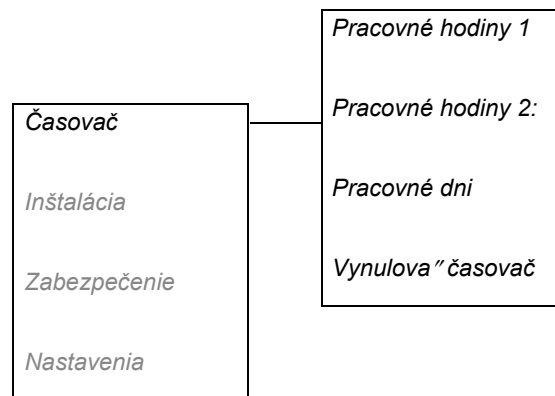 Časovač
Inštalácia
Zabezpečenie
Nastavenia
Pracovné hodiny 1
Pracovné hodiny 2:
Pracovné dni
Vynulova″ časovač